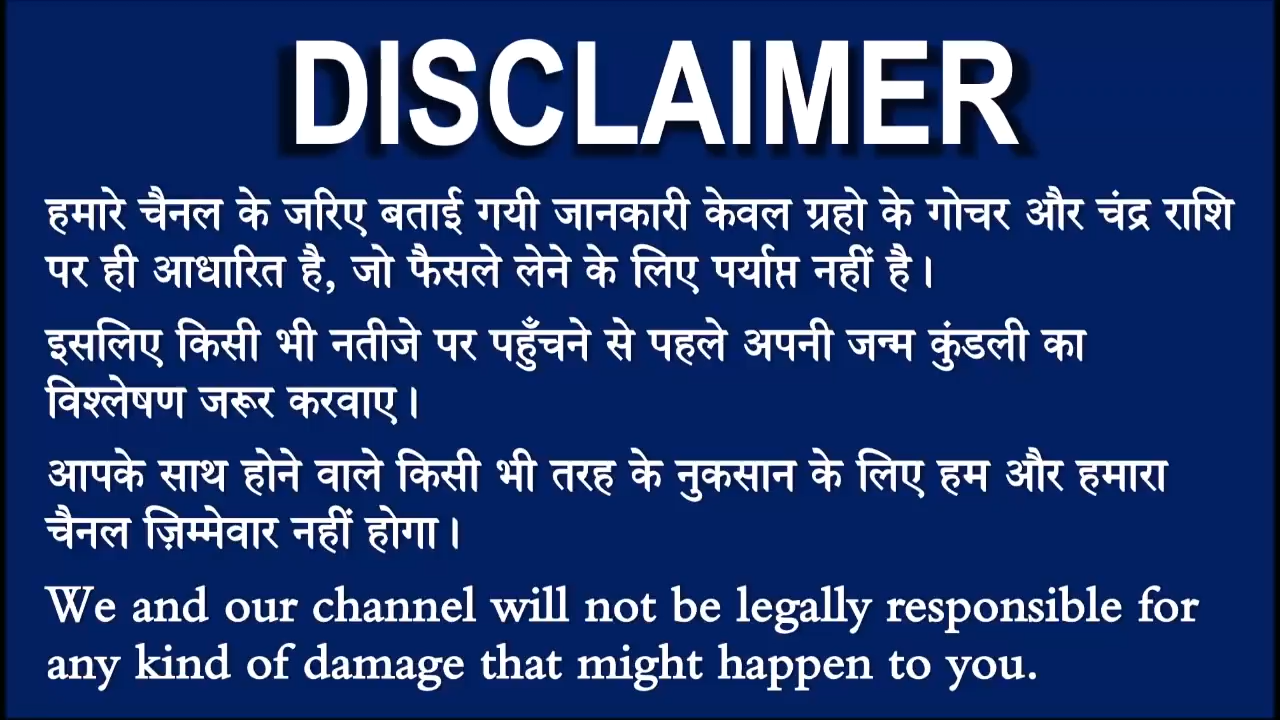 DISCLAIMER
हमारे चैनल के जरिए बताई गयी जानकारी केवल ग्रहो के गोचर और चंद्र राशि
पर ही आधारित है, जो फैसले लेने के लिए पर्याप्त नहीं है।
इसलिए किसी भी नतीजे पर पहुँचने से पहले अपनी जन्म कुंडली का
विश्लेषण जरूर करवाए।
आपके साथ होने वाले किसी भी तरह के नुकसान के लिए हम और हमारा
चैनल ज़िम्मेवार नहीं होगा।
We and our channel will not be legally responsible for
any kind of damage that might happen to you.